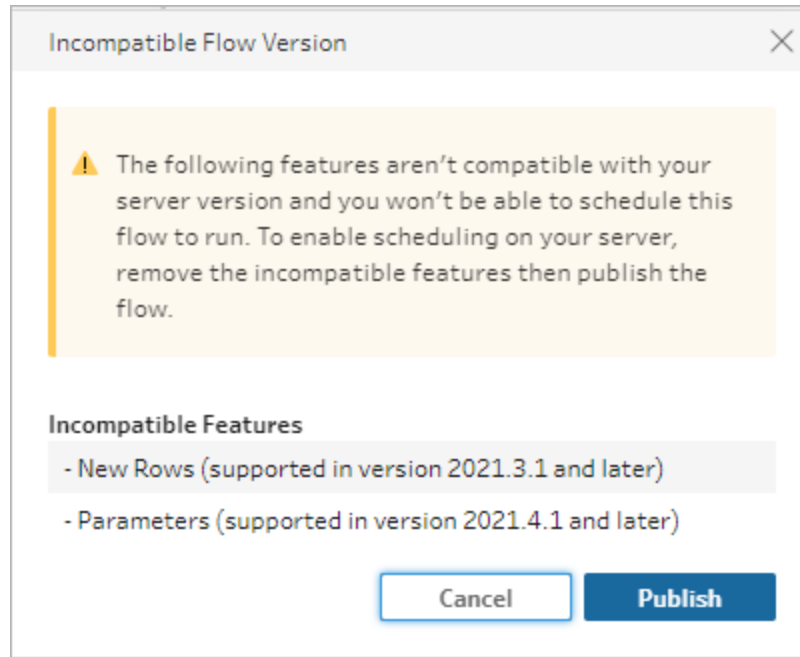 Incompatible Flow Version
The following features aren't compatible with your
server version and you won't be able to schedule this
flow to run. To enable scheduling on your server,
remove the incompatible features then publish the
flow.
Incompatible Features
- New Rows (supported in version 2021.3.1 and later)
- Parameters (supported in version 2021.4.1 and later)
Cancel
Publish